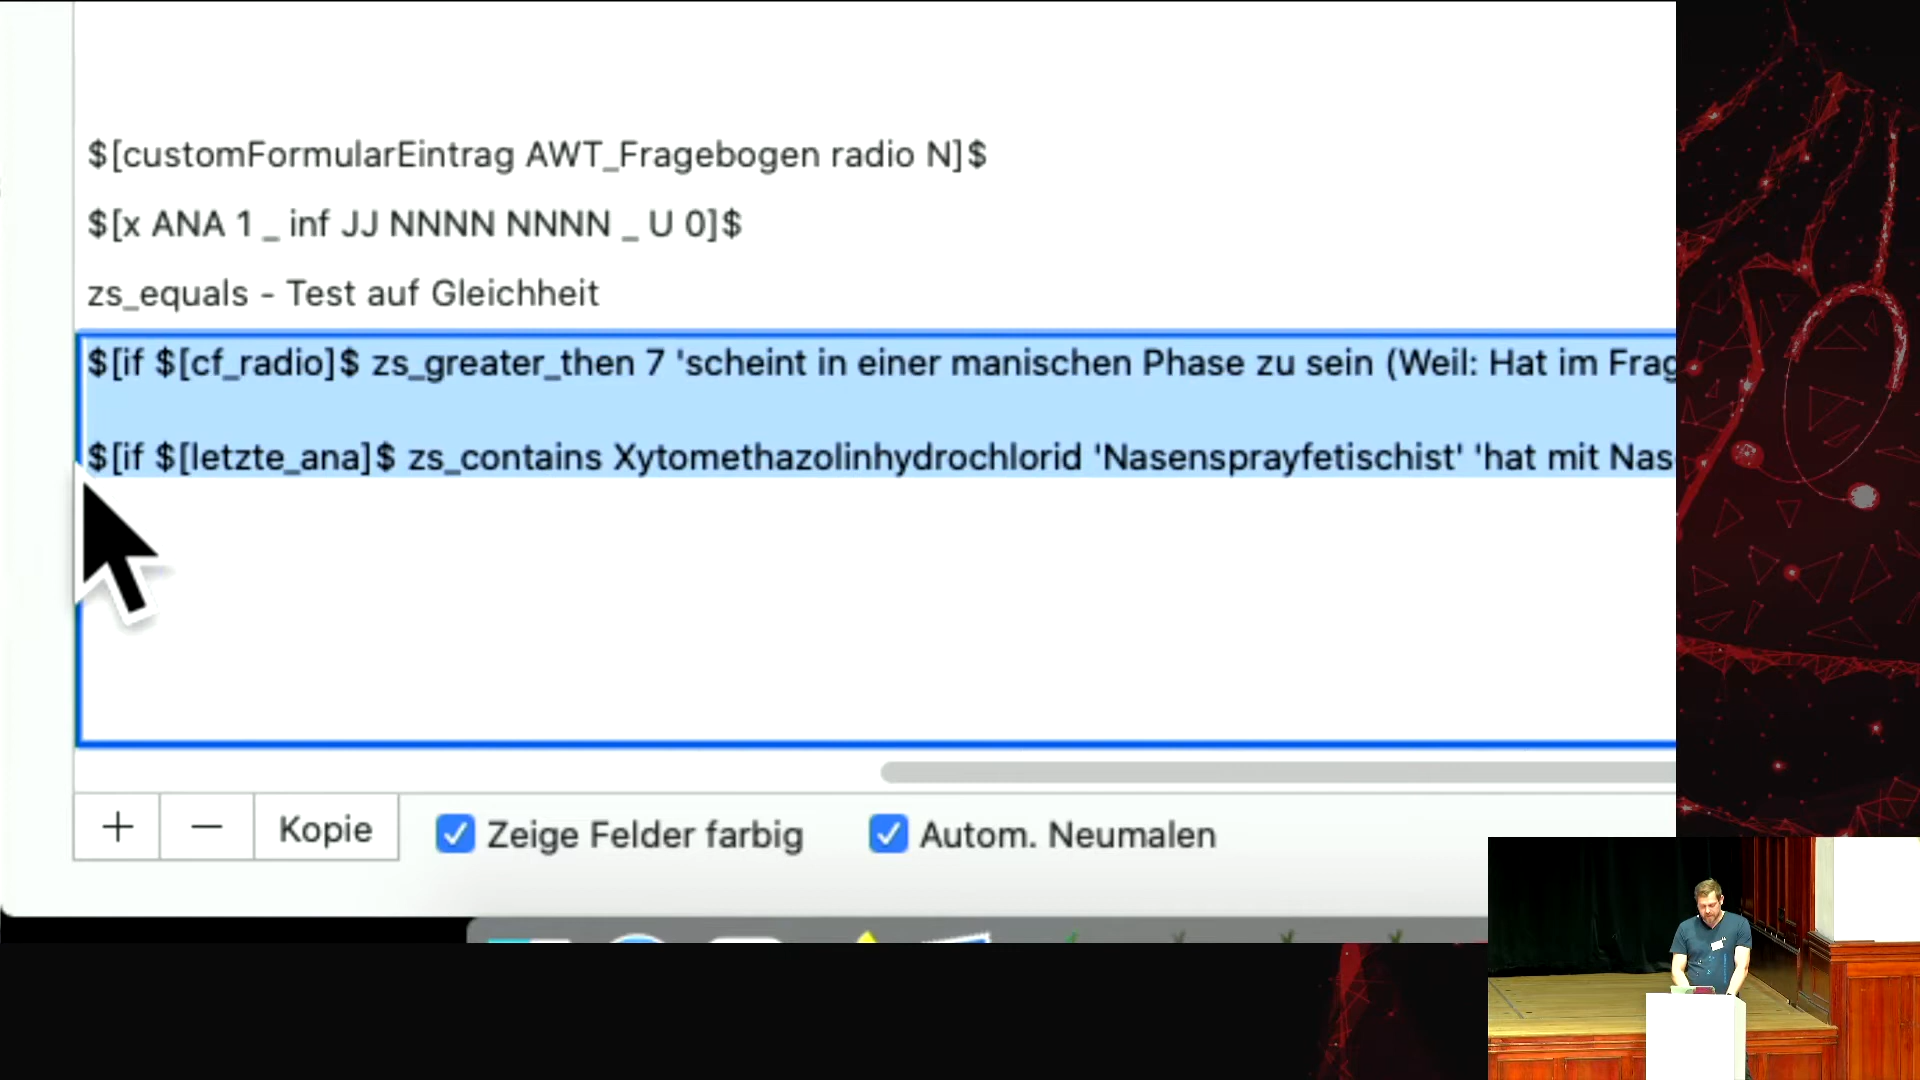 $[customFormularEintrag AWT_Fragebogen radio N]$
$[x ANA 1 _ inf JJ NNNN NNNN _ U 0]$
zs_equals - Test auf Gleichheit
$[if $[cf_radio]$ zs_greater_then 7 'scheint in einer manischen Phase zu sein (Weil: Hat im Frag
$[if $[letzte_ana]$ zs_contains Xytomethazolinhydrochlorid 'Nasensprayfetischist' 'hat mit Nas
+ − Kopie Zeige Felder farbig Autom. Neumalen